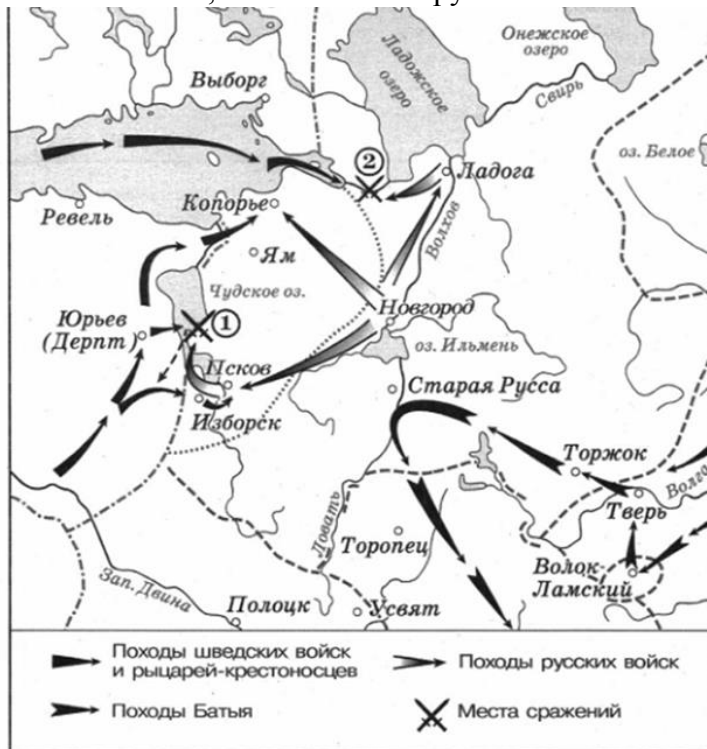 Онежское
озеро
Ладожское
озеро
Выборг
Свирь
оз. Белое
2
Ладога
Ревель
Копорье
Волхов
Ям
Чудское оз.
Новгород
Юрьев
(Дерпт)
1
оз. Ильмень
Псков
Старая Русса
Изборск
Торжок
Волга
Тверь
Ловать
Торопец
Волок
Ламский
Зап. Двина
Полоцк
Усвят
Походы шведских войск
и рыцарей-крестоносцев
Походы русских войск
Походы Батыя
Места сражений